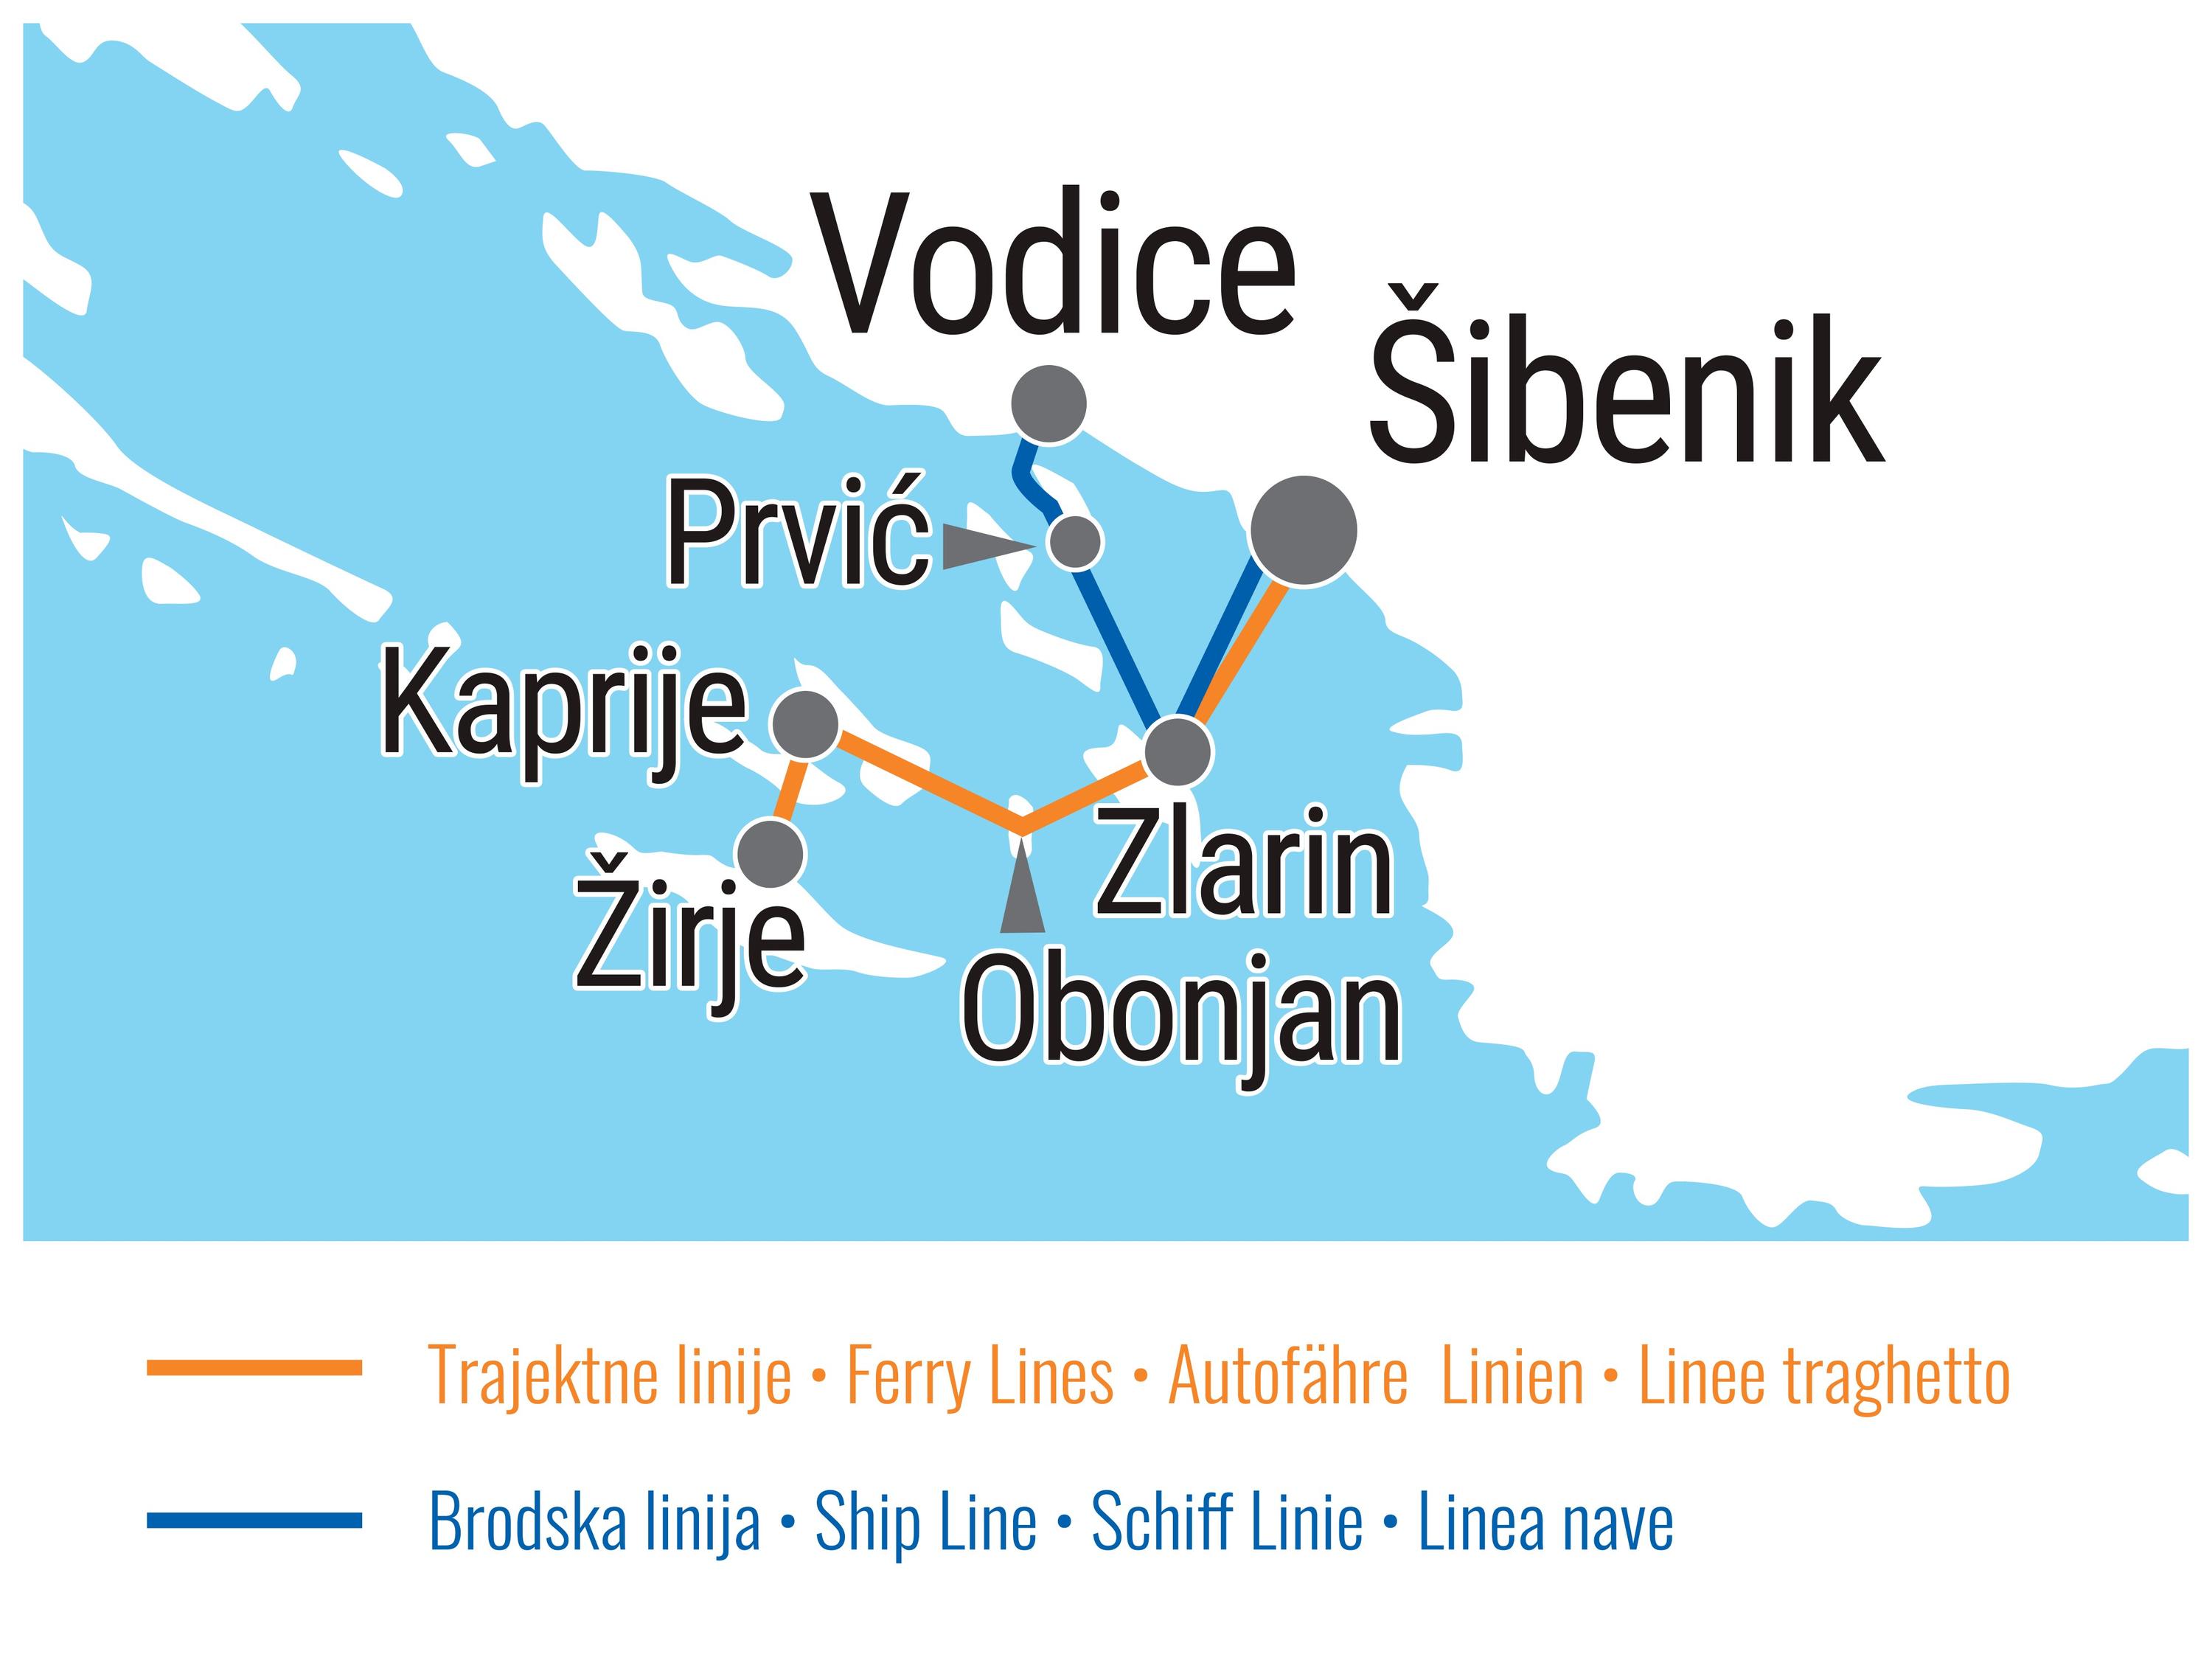 Vodice
Šibenik
Prvić
Kaprije
Zlarin
Žirje
Obonjan
Trajektne linije • Ferry Lines • Autofähre Linien • Linee traghetto
Brodska linija • Ship Line • Schiff Linie • Linea nave